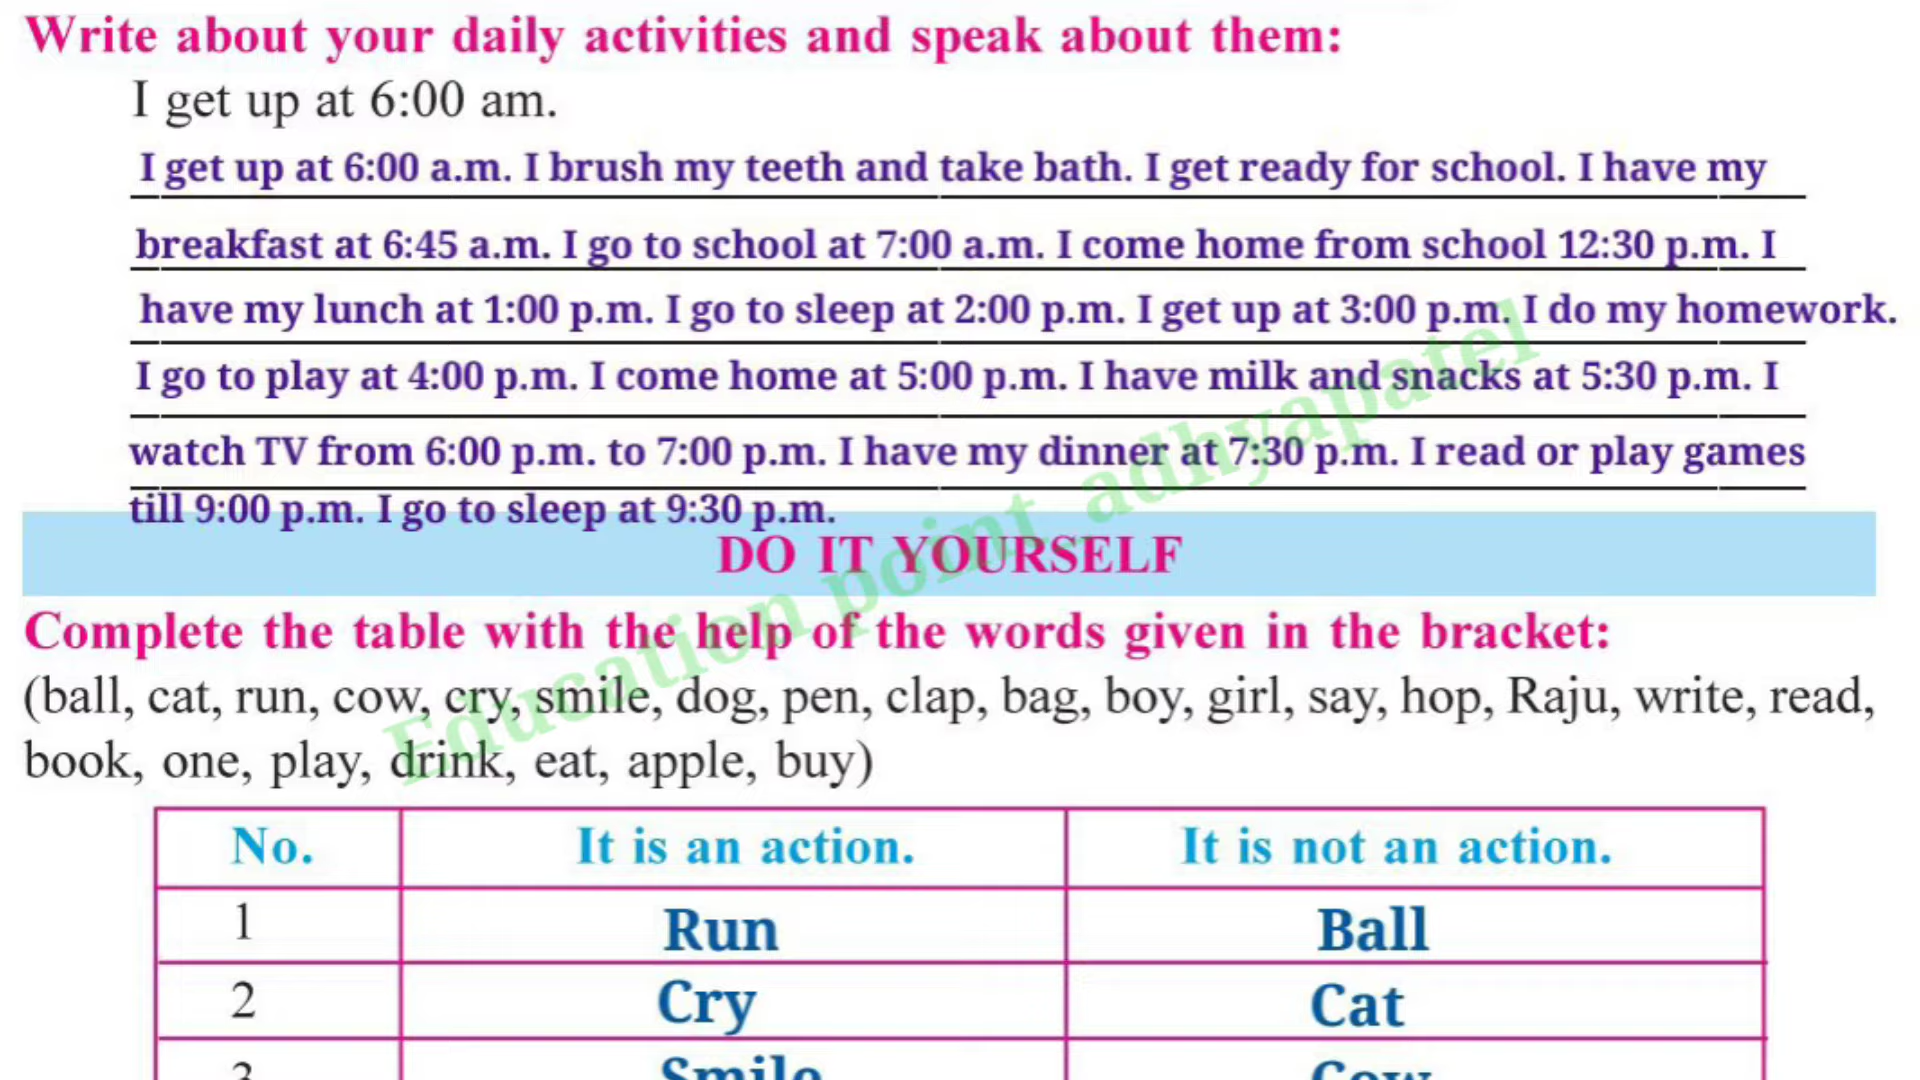 Write about your daily activities and speak about them:
I get up at 6:00 am.
I get up at 6:00 a.m. I brush my teeth and take bath. I get ready for school. I have my
breakfast at 6:45 a.m. I go to school at 7:00 a.m. I come home from school 12:30 p.m. I
have my lunch at 1:00 p.m. I go to sleep at 2:00 p.m. I get up at 3:00 p.m. I do my homework.
I go to play at 4:00 p.m. I come home at 5:00 p.m. I have milk and snacks at 5:30 p.m. I
watch TV from 6:00 p.m. to 7:00 p.m. I have my dinner at 7:30 p.m. I read or play games
till 9:00 p.m. I go to sleep at 9:30 p.m.
DO IT YOURSELF
Education point_adhyapatel
Complete the table with the help of the words given in the bracket:
(ball, cat, run, cow, cry, smile, dog, pen, clap, bag, boy, girl, say, hop, Raju, write, read,
book, one, play, drink, eat, apple, buy)
No. It is an action. It is not an action.
1 Run Ball
2 Cry Cat
3 Smile Cow